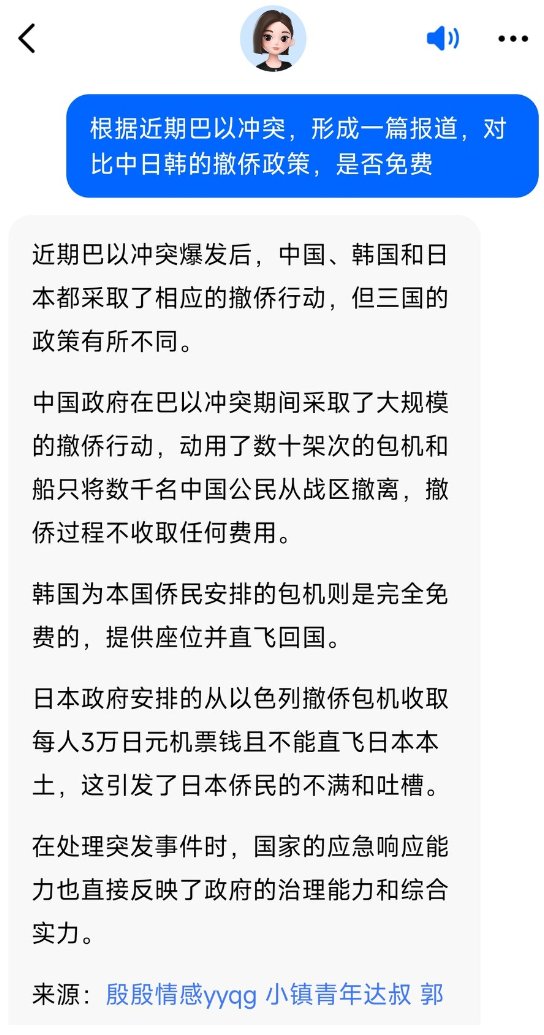 根据近期巴以冲突，形成一篇报道，对
比中日韩的撤侨政策，是否免费
近期巴以冲突爆发后，中国、韩国和日
本都采取了相应的撤侨行动，但三国的
政策有所不同。
中国政府在巴以冲突期间采取了大规模
的撤侨行动，动用了数十架次的包机和
船只将数千名中国公民从战区撤离，撤
侨过程不收取任何费用。
韩国为本国侨民安排的包机则是完全免
费的，提供座位并直飞回国。
日本政府安排的从以色列撤侨包机收取
每人3万日元机票钱且不能直飞日本本
土，这引发了日本侨民的不满和吐槽。
在处理突发事件时，国家的应急响应能
力也直接反映了政府的治理能力和综合
实力。
来源：殷殷情感yyqg 小镇青年达叔 郭